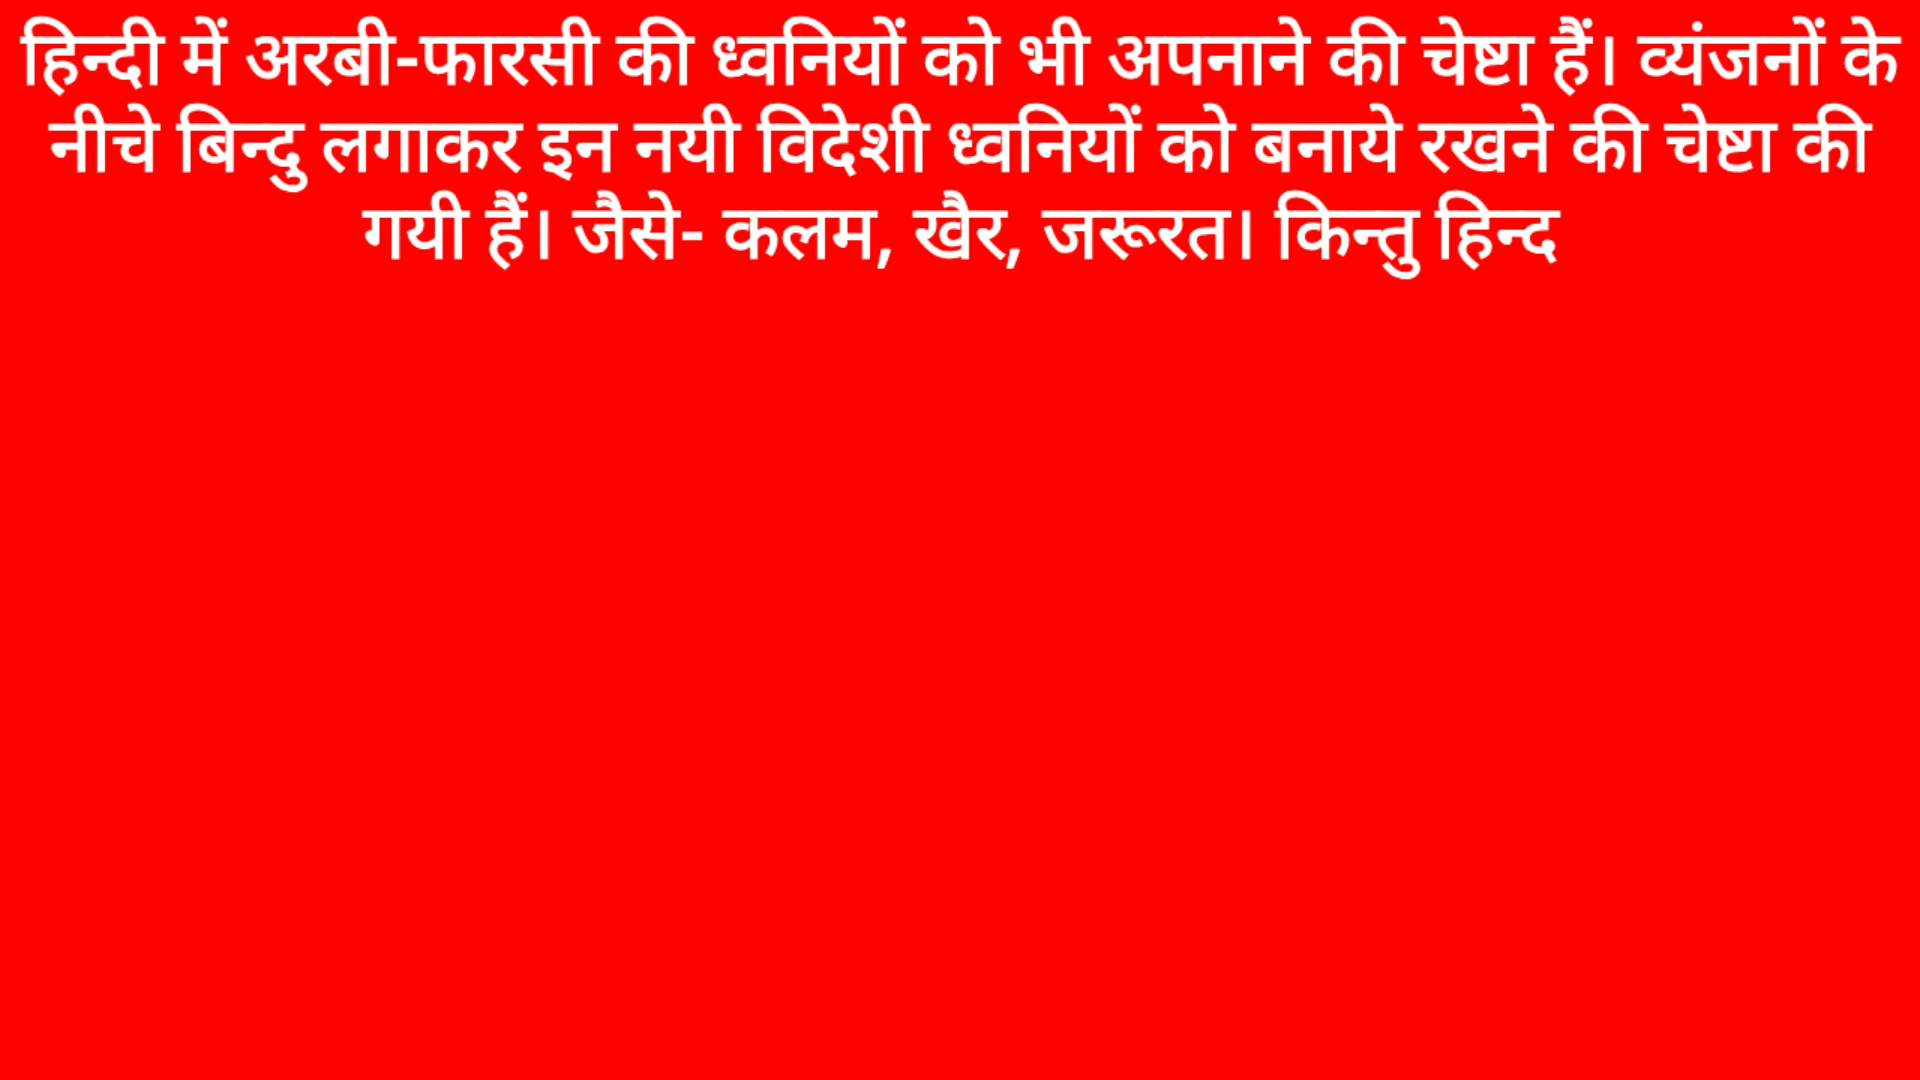 हिन्दी में अरबी-फारसी की ध्वनियों को भी अपनाने की चेष्टा हैं। व्यंजनों के
नीचे बिन्दु लगाकर इन नयी विदेशी ध्वनियों को बनाये रखने की चेष्टा की
गयी हैं। जैसे- कलम, खैर, जरूरत। किन्तु हिन्द